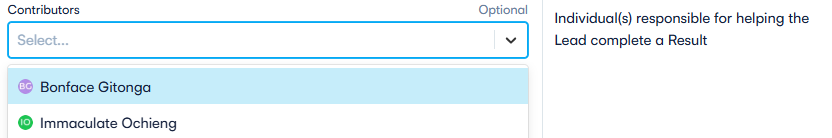 Contributors
Optional
Select...
BG Bonface Gitonga
IO Immaculate Ochieng
Individual(s) responsible for helping the
Lead complete a Result